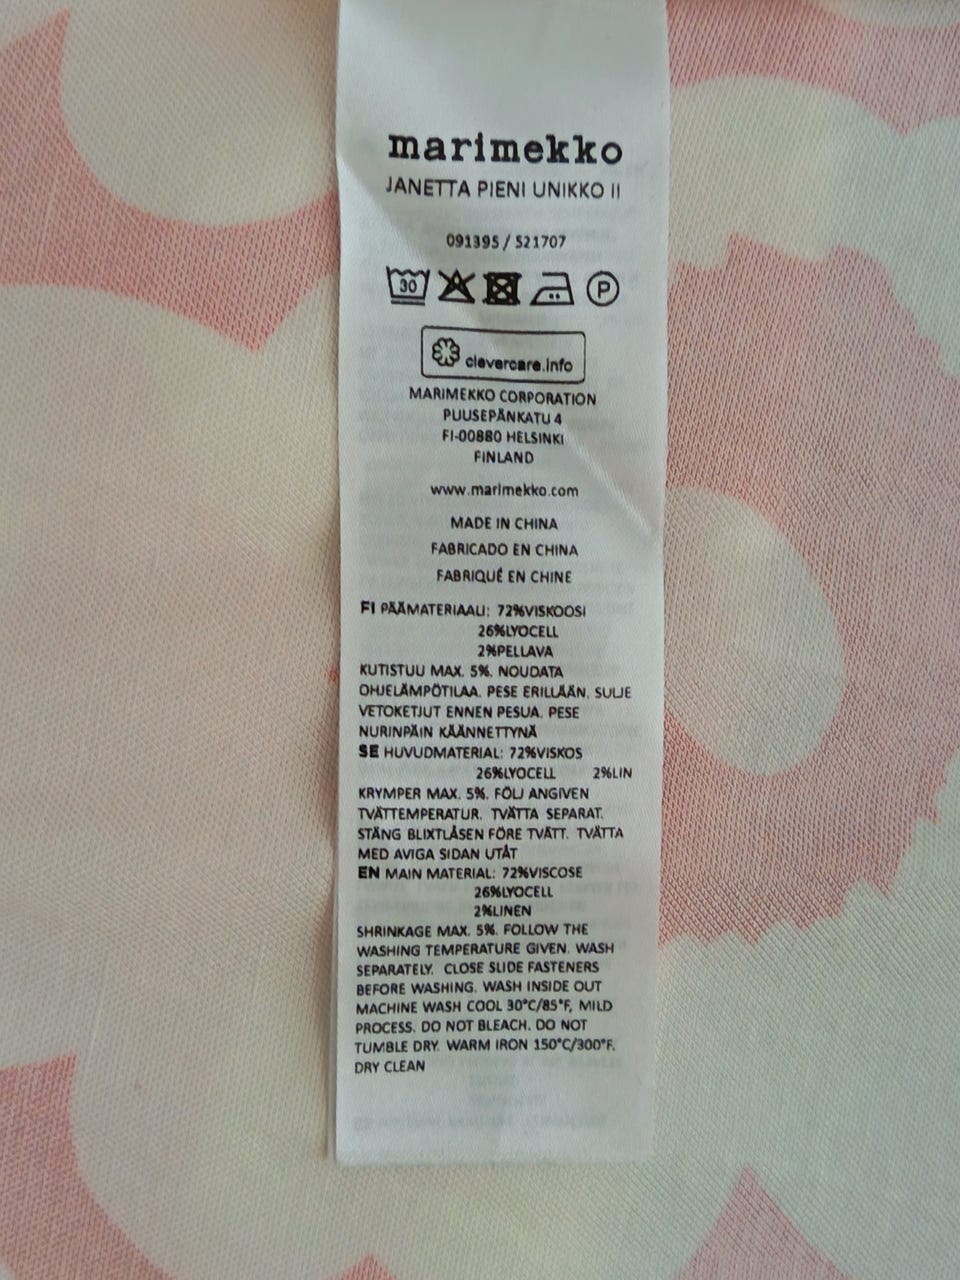 marimekko
JANETTA PIENI UNIKKO II
091395 / 521707
30 P
clevercare.info
MARIMEKKO CORPORATION
PUUSEPÄNKATU 4
FI-00880 HELSINKI
FINLAND
www.marimekko.com
MADE IN CHINA
FABRICADO EN CHINA
FABRIQUÉ EN CHINE
FI PÄÄMATERIAALI: 72%VISKOOSI
26%LYOCELL
2%PELLAVA
KUTISTUU MAX. 5%. NOUDATA
OHJELÄMPÖTILAA. PESE ERILLÄÄN. SULJE
VETOKETJUT ENNEN PESUA. PESE
NURINPÄIN KÄÄNNETTYNÄ
SE HUVUDMATERIAL: 72%VISKOS
26%LYOCELL 2%LIN
KRYMPER MAX. 5%. FÖLJ ANGIVEN
TVÄTTEMPERATUR. TVÄTTA SEPARAT.
STÄNG BLIXTLÅSEN FÖRE TVÄTT. TVÄTTA
MED AVIGA SIDAN UTÅT
EN MAIN MATERIAL: 72%VISCOSE
26%LYOCELL
2%LINEN
SHRINKAGE MAX. 5%. FOLLOW THE
WASHING TEMPERATURE GIVEN. WASH
SEPARATELY. CLOSE SLIDE FASTENERS
BEFORE WASHING. WASH INSIDE OUT
MACHINE WASH COOL 30°C/85°F, MILD
PROCESS. DO NOT BLEACH. DO NOT
TUMBLE DRY. WARM IRON 150°C/300°F.
DRY CLEAN